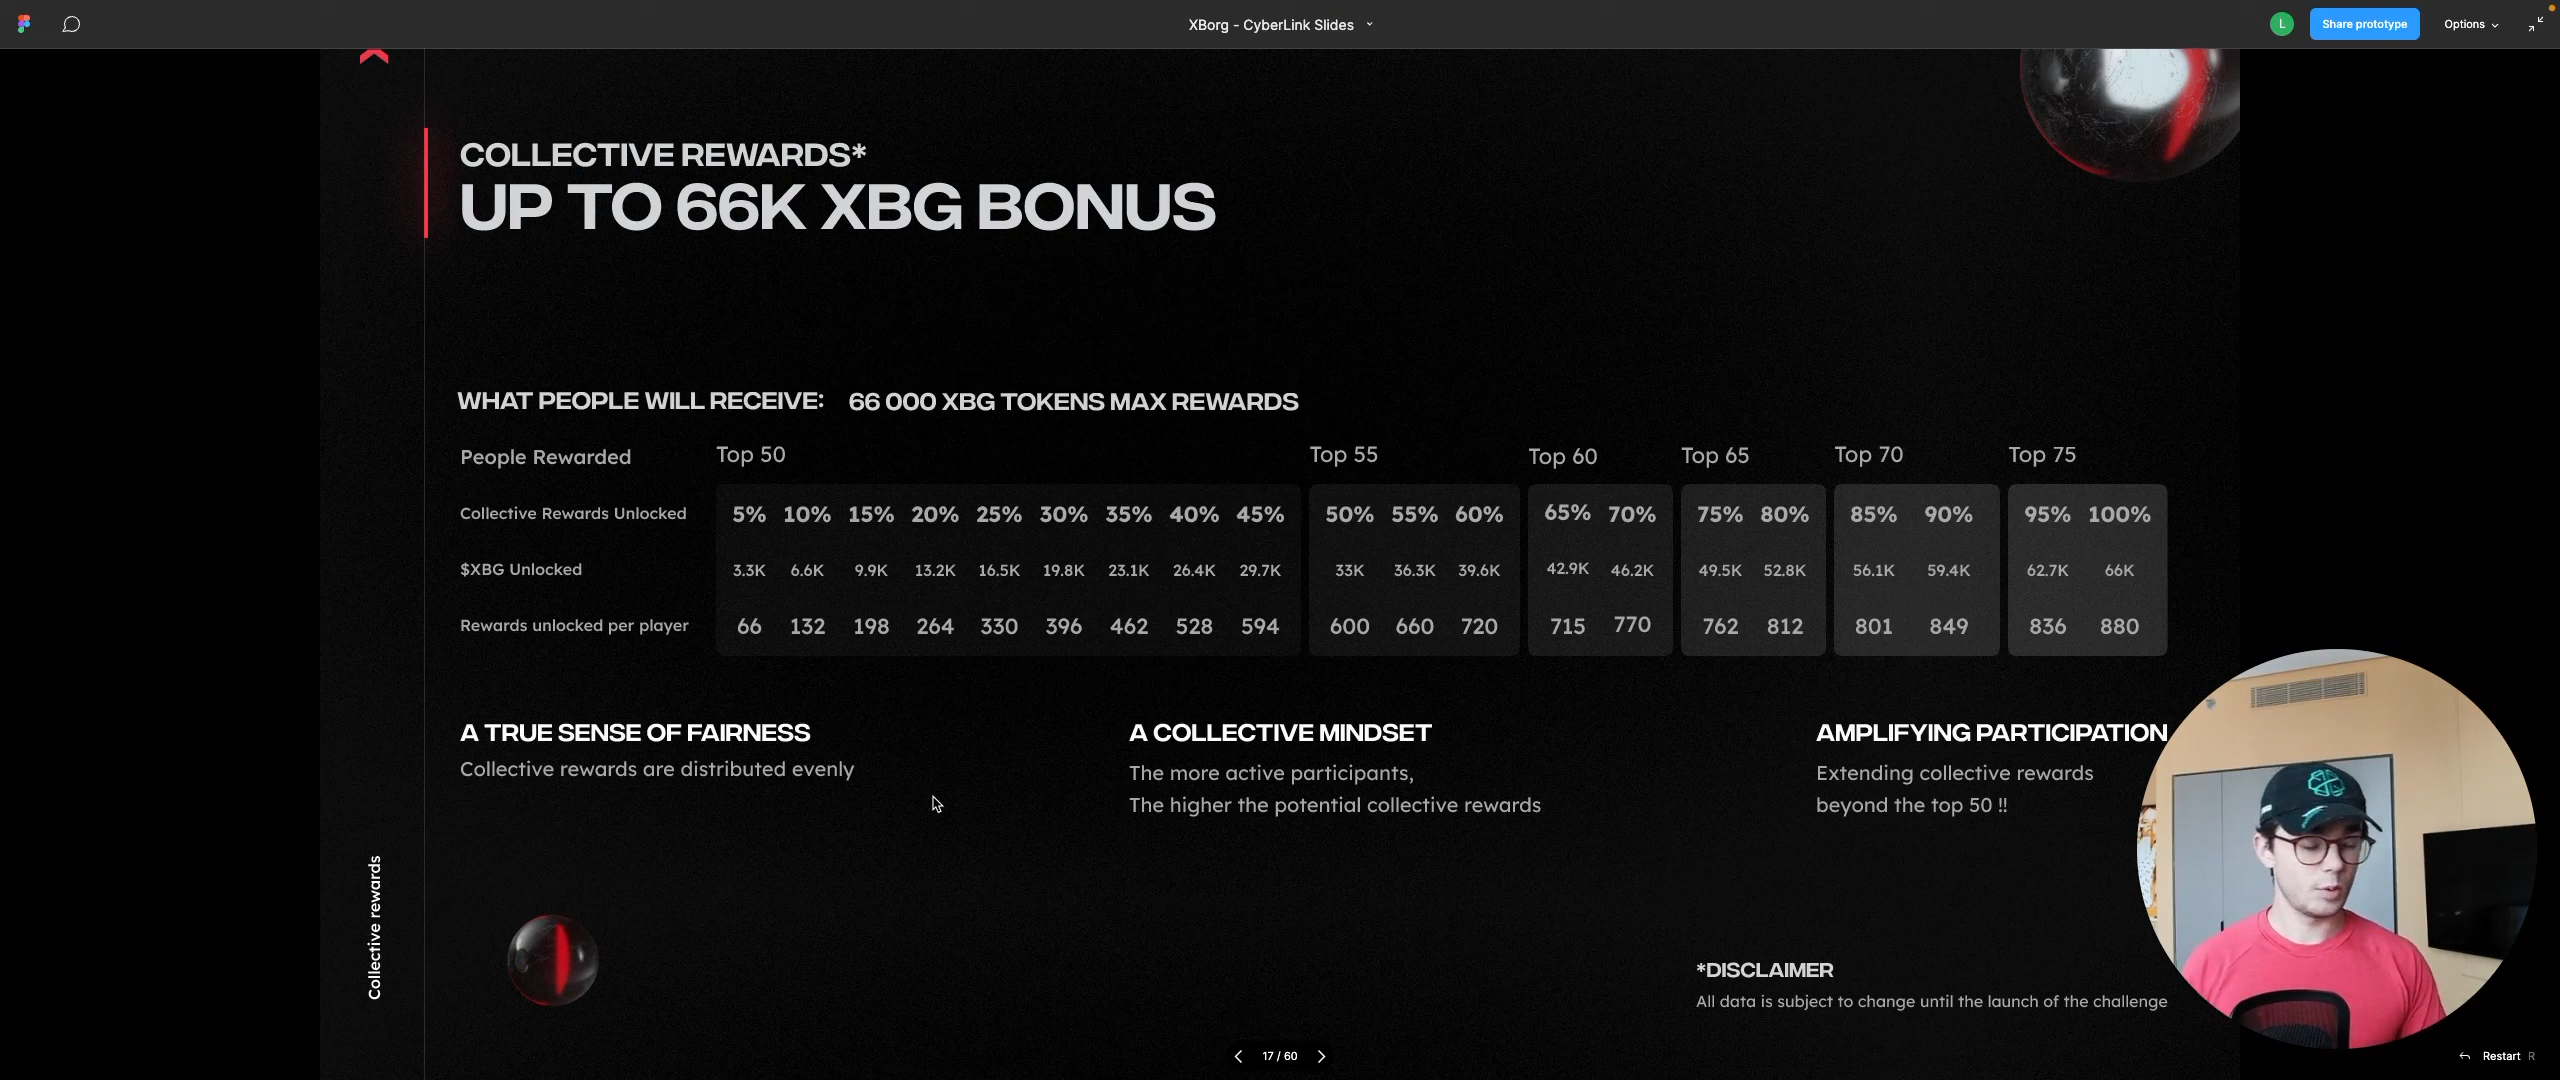 XBorg - CyberLink Slides
L
Share prototype
Options
COLLECTIVE REWARDS*
UP TO 66K XBG BONUS
WHAT PEOPLE WILL RECEIVE: 66 000 XBG TOKENS MAX REWARDS
People Rewarded Top 50 Top 55 Top 60 Top 65 Top 70 Top 75
Collective Rewards Unlocked 5% 10% 15% 20% 25% 30% 35% 40% 45% 50% 55% 60% 65% 70% 75% 80% 85% 90% 95% 100%
$XBG Unlocked 3.3K 6.6K 9.9K 13.2K 16.5K 19.8K 23.1K 26.4K 29.7K 33K 36.3K 39.6K 42.9K 46.2K 49.5K 52.8K 56.1K 59.4K 62.7K 66K
Rewards unlocked per player 66 132 198 264 330 396 462 528 594 600 660 720 715 770 762 812 801 849 836 880
A TRUE SENSE OF FAIRNESS
Collective rewards are distributed evenly
A COLLECTIVE MINDSET
The more active participants,
The higher the potential collective rewards
AMPLIFYING PARTICIPATION
Extending collective rewards
beyond the top 50 !!
Collective rewards
*DISCLAIMER
All data is subject to change until the launch of the challenge
17 / 60
Restart R